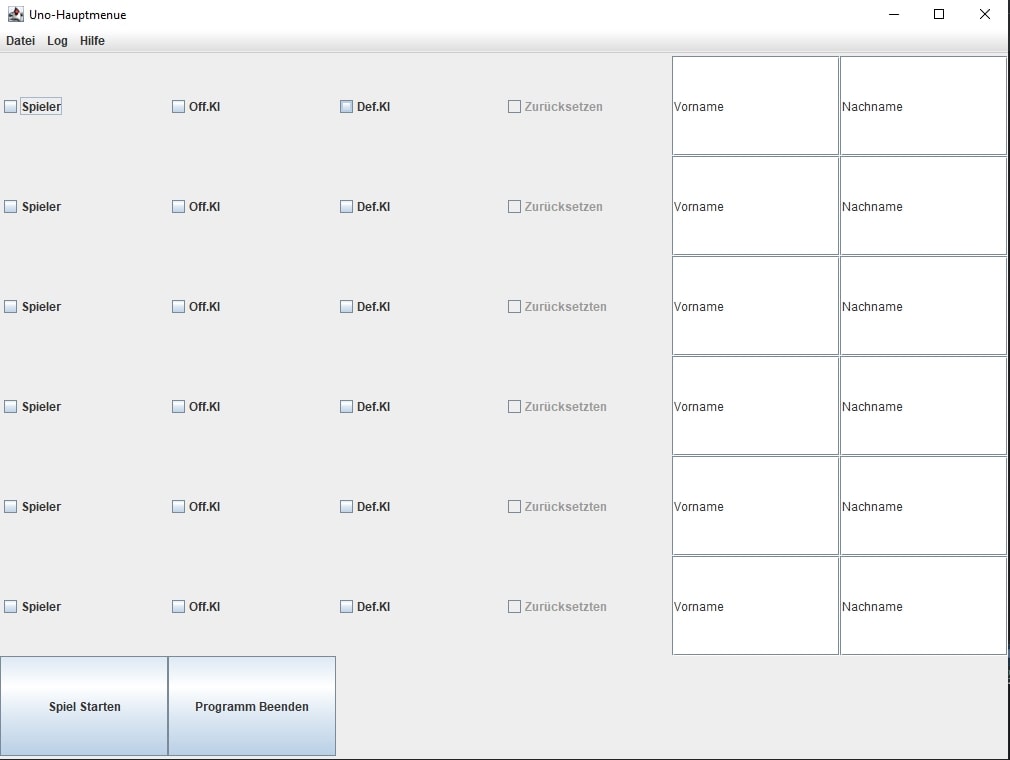 Uno-Hauptmenue
Datei Log Hilfe
Spieler Off.KI Def.KI Zurücksetzen Vorname Nachname
Spieler Off.KI Def.KI Zurücksetzen Vorname Nachname
Spieler Off.KI Def.KI Zurücksetzten Vorname Nachname
Spieler Off.KI Def.KI Zurücksetzten Vorname Nachname
Spieler Off.KI Def.KI Zurücksetzten Vorname Nachname
Spieler Off.KI Def.KI Zurücksetzten Vorname Nachname
Spiel Starten Programm Beenden